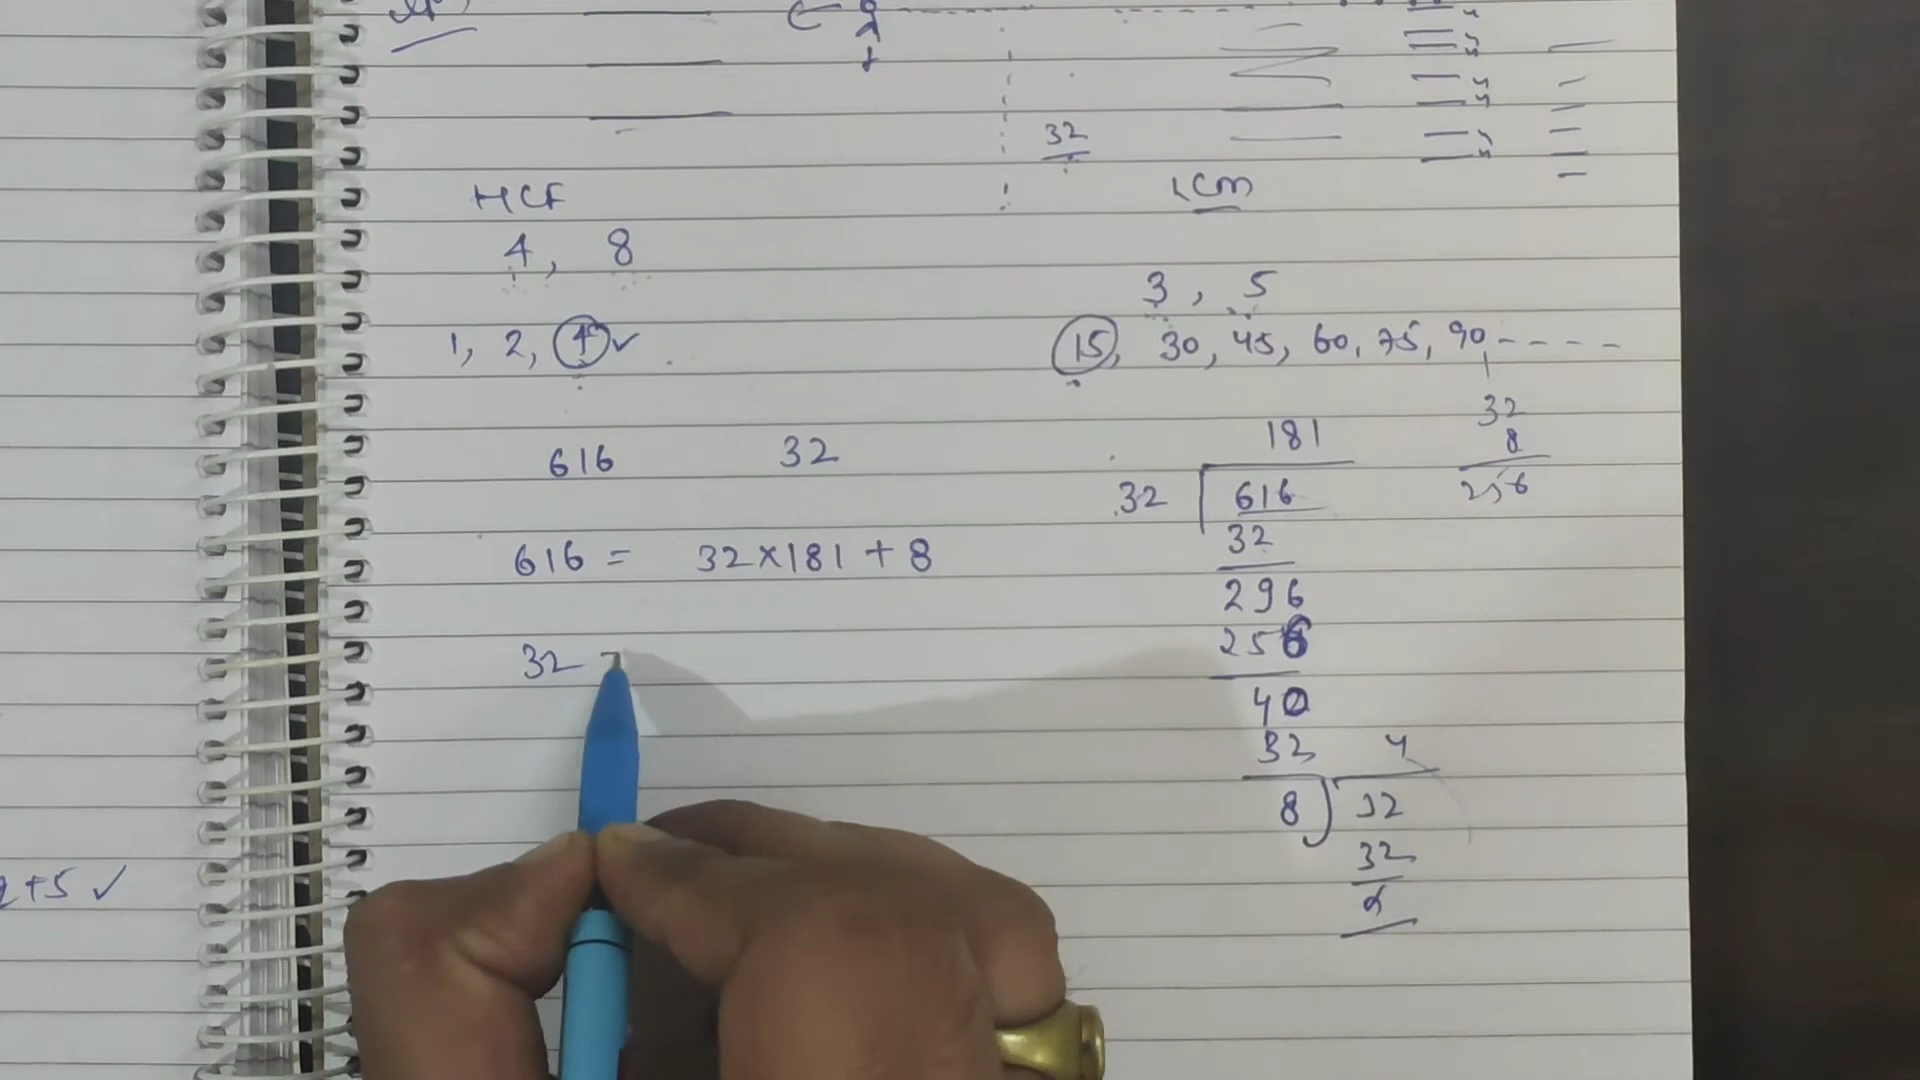 32
HCF
LCM
4, 8
3, 5
1, 2, 4 ✓
15, 30, 45, 60, 75, 90 - - - -
616 32
616 = 32×181 + 8
32 =
181
32 616
32
296
256
40
32
8 32 4
32
32
8
256
2+5 ✓